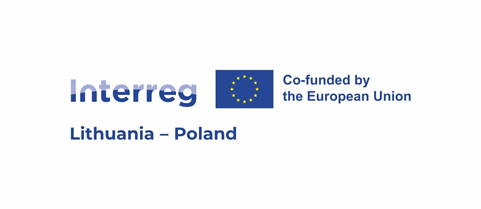 Interreg
Co-funded by
the European Union
Lithuania – Poland